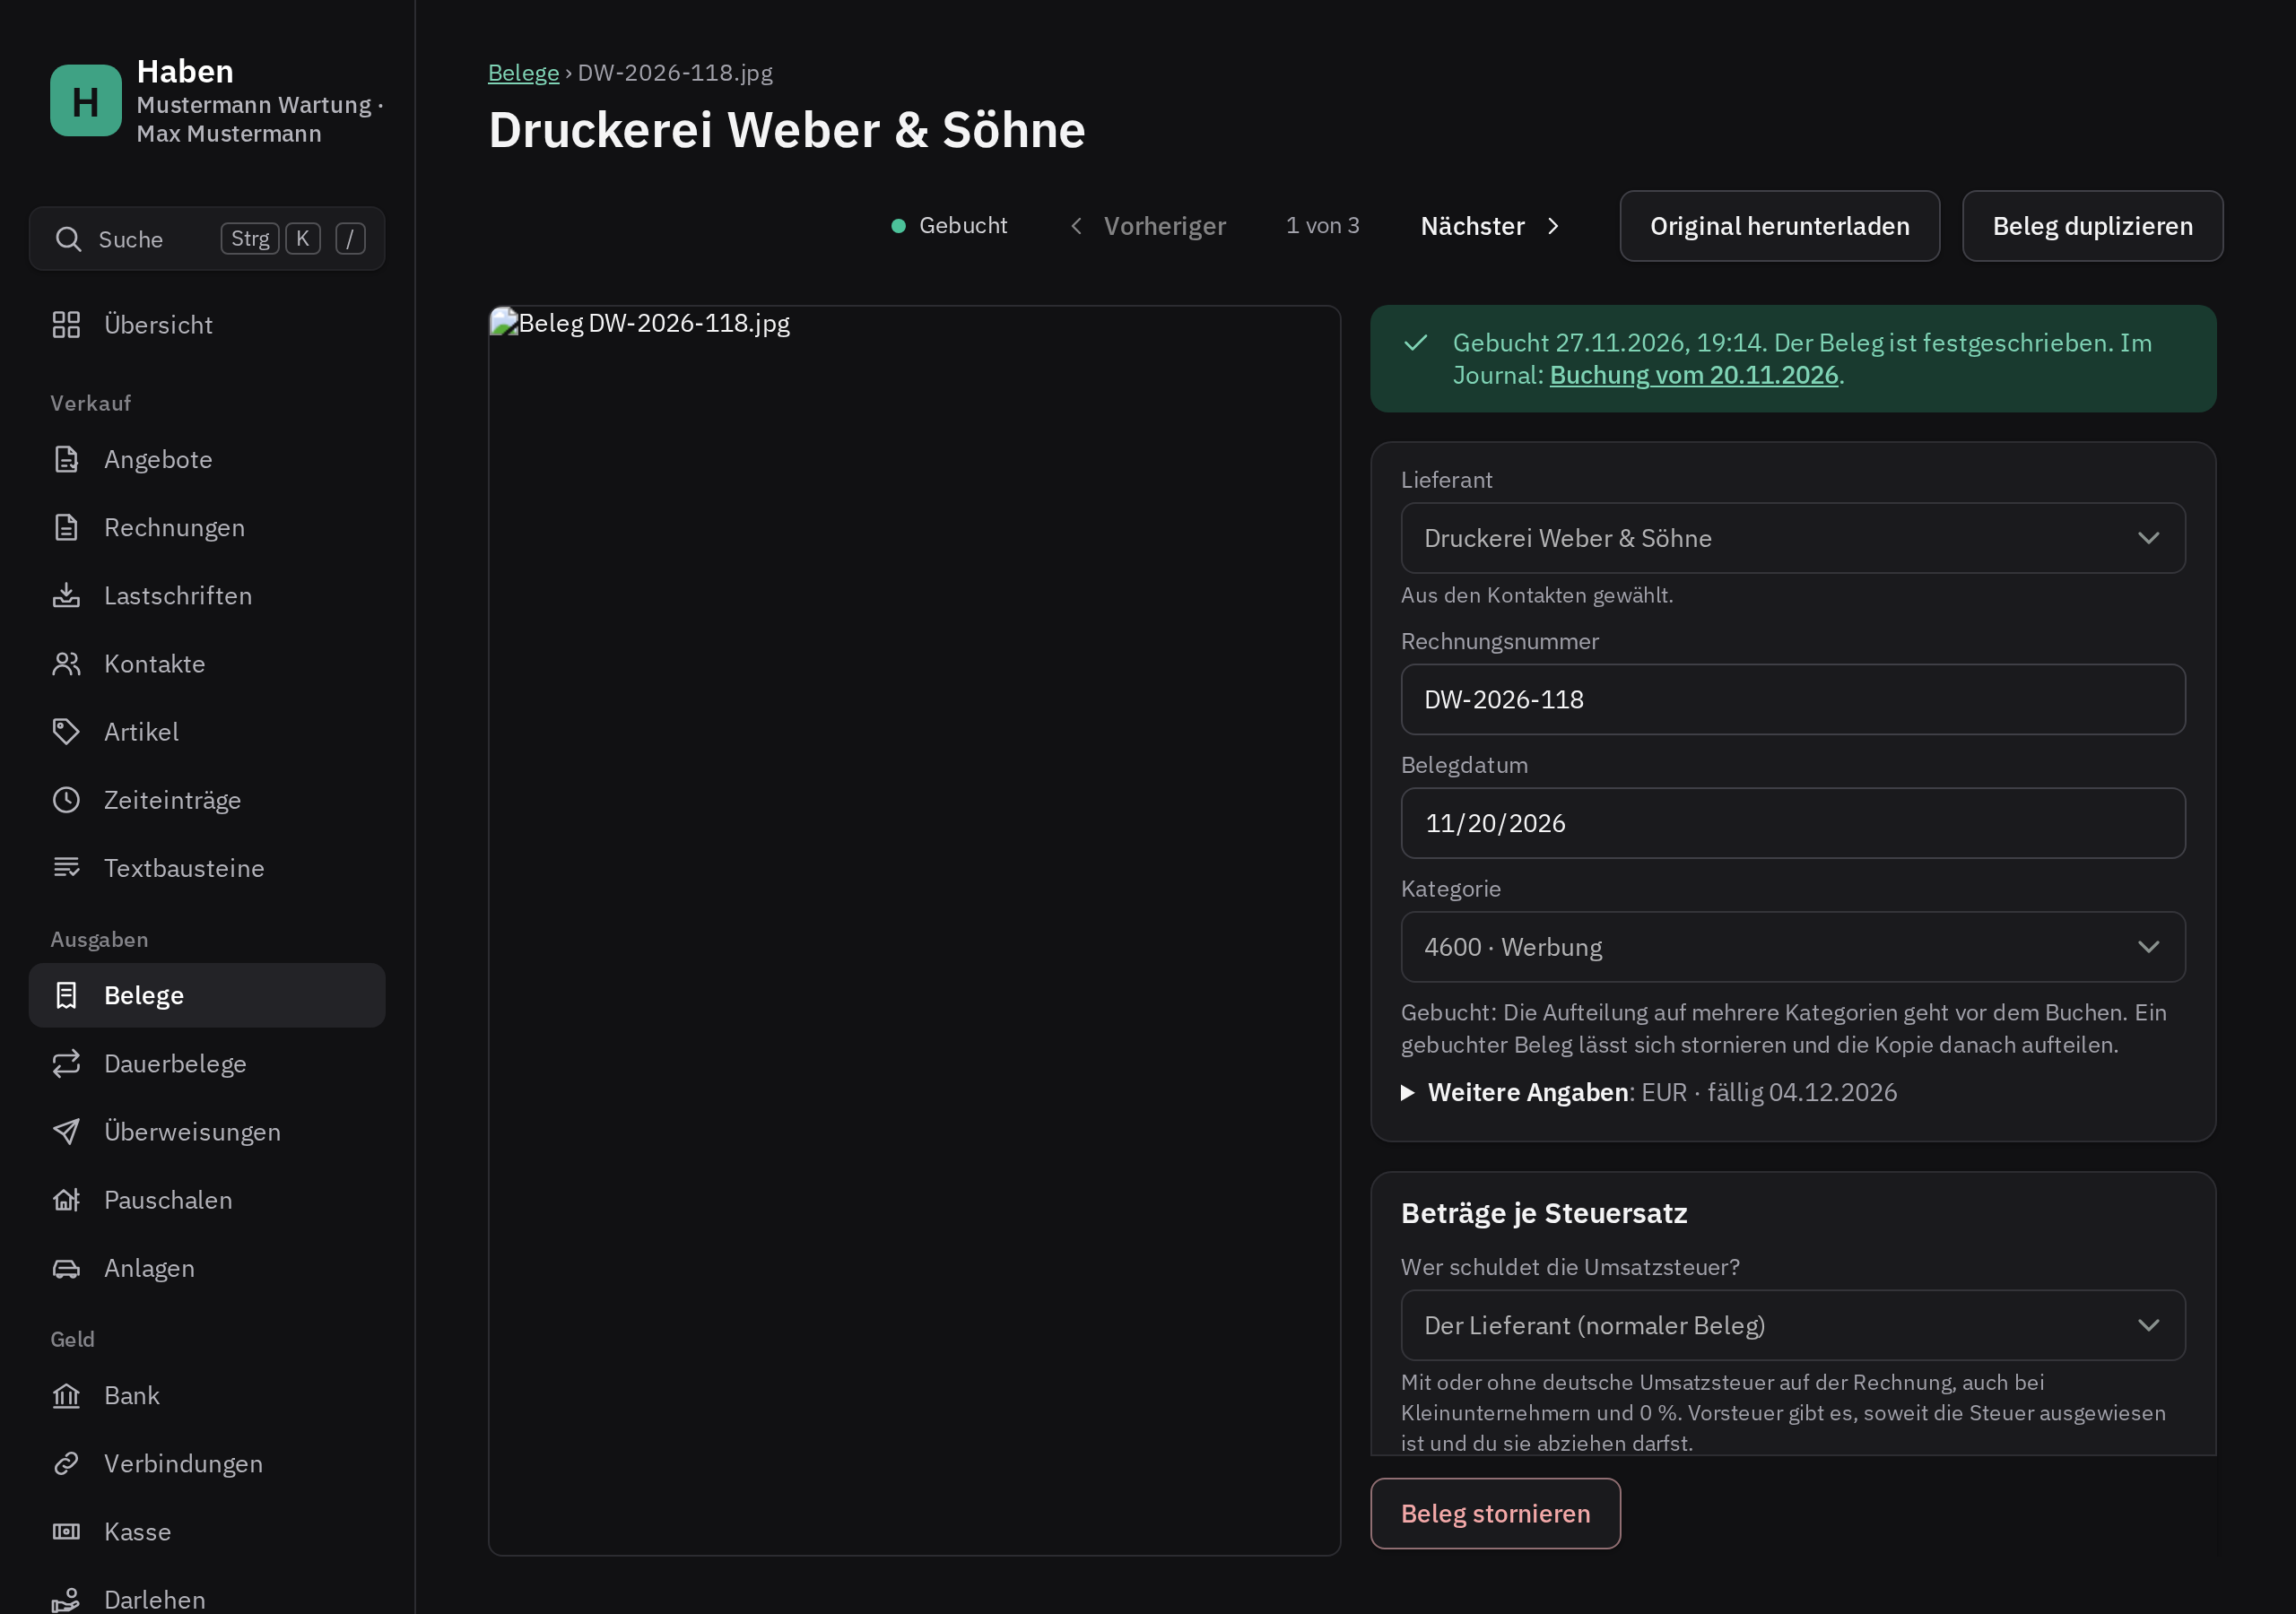 H
Haben
Mustermann Wartung ·
Max Mustermann
Suche Strg K /
Übersicht
Verkauf
Angebote
Rechnungen
Lastschriften
Kontakte
Artikel
Zeiteinträge
Textbausteine
Ausgaben
Belege
Dauerbelege
Überweisungen
Pauschalen
Anlagen
Geld
Bank
Verbindungen
Kasse
Darlehen
Belege › DW-2026-118.jpg
Druckerei Weber & Söhne
Gebucht
Vorheriger
1 von 3
Nächster
Original herunterladen
Beleg duplizieren
Beleg DW-2026-118.jpg
Gebucht 27.11.2026, 19:14. Der Beleg ist festgeschrieben. Im
Journal: Buchung vom 20.11.2026.
Lieferant
Druckerei Weber & Söhne
Aus den Kontakten gewählt.
Rechnungsnummer
DW-2026-118
Belegdatum
11/20/2026
Kategorie
4600 · Werbung
Gebucht: Die Aufteilung auf mehrere Kategorien geht vor dem Buchen. Ein
gebuchter Beleg lässt sich stornieren und die Kopie danach aufteilen.
Weitere Angaben: EUR · fällig 04.12.2026
Beträge je Steuersatz
Wer schuldet die Umsatzsteuer?
Der Lieferant (normaler Beleg)
Mit oder ohne deutsche Umsatzsteuer auf der Rechnung, auch bei
Kleinunternehmern und 0 %. Vorsteuer gibt es, soweit die Steuer ausgewiesen
ist und du sie abziehen darfst.
Beleg stornieren